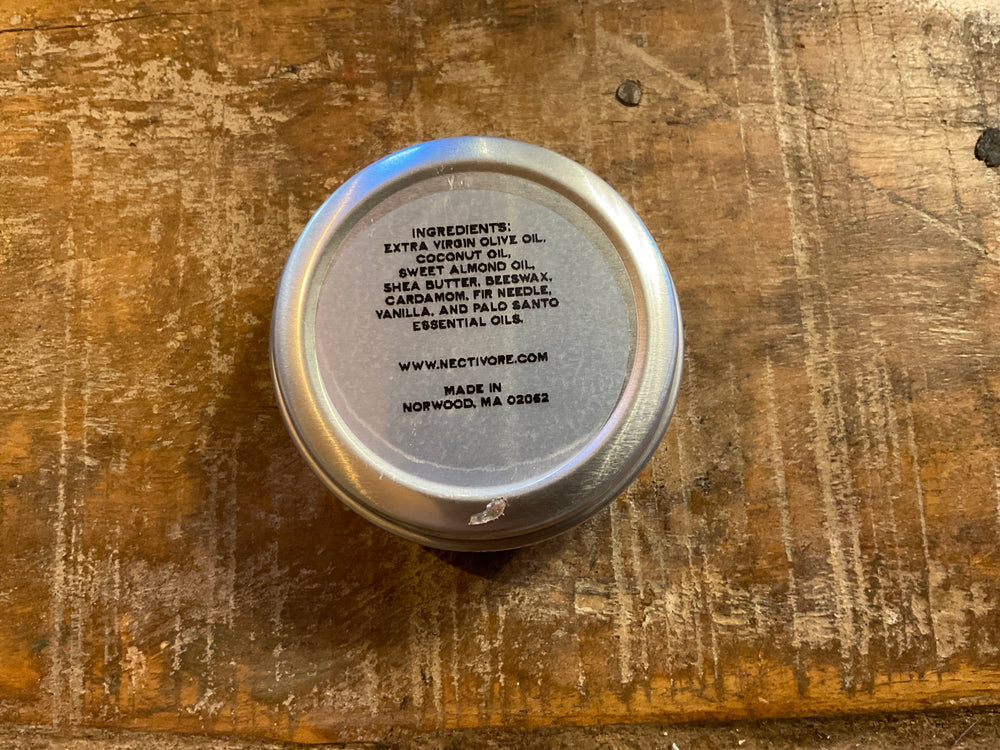 INGREDIENTS:
EXTRA VIRGIN OLIVE OIL,
COCONUT OIL,
SWEET ALMOND OIL,
SHEA BUTTER, BEESWAX,
CARDAMOM, FIR NEEDLE,
VANILLA, AND PALO SANTO
ESSENTIAL OILS.
WWW.NECTIVORE.COM
MADE IN
NORWOOD, MA 02062